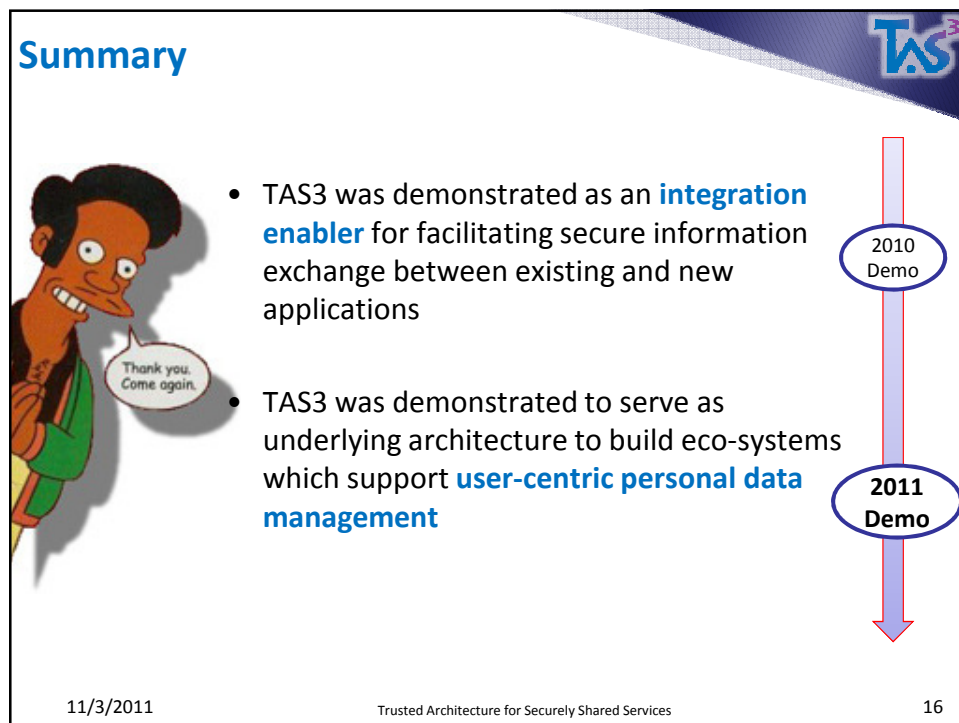 Summary
TAS3
• TAS3 was demonstrated as an integration
enabler for facilitating secure information
exchange between existing and new
applications
2010
Demo
Thank you.
Come again.
• TAS3 was demonstrated to serve as
underlying architecture to build eco-systems
which support user-centric personal data
management
2011
Demo
11/3/2011
Trusted Architecture for Securely Shared Services
16